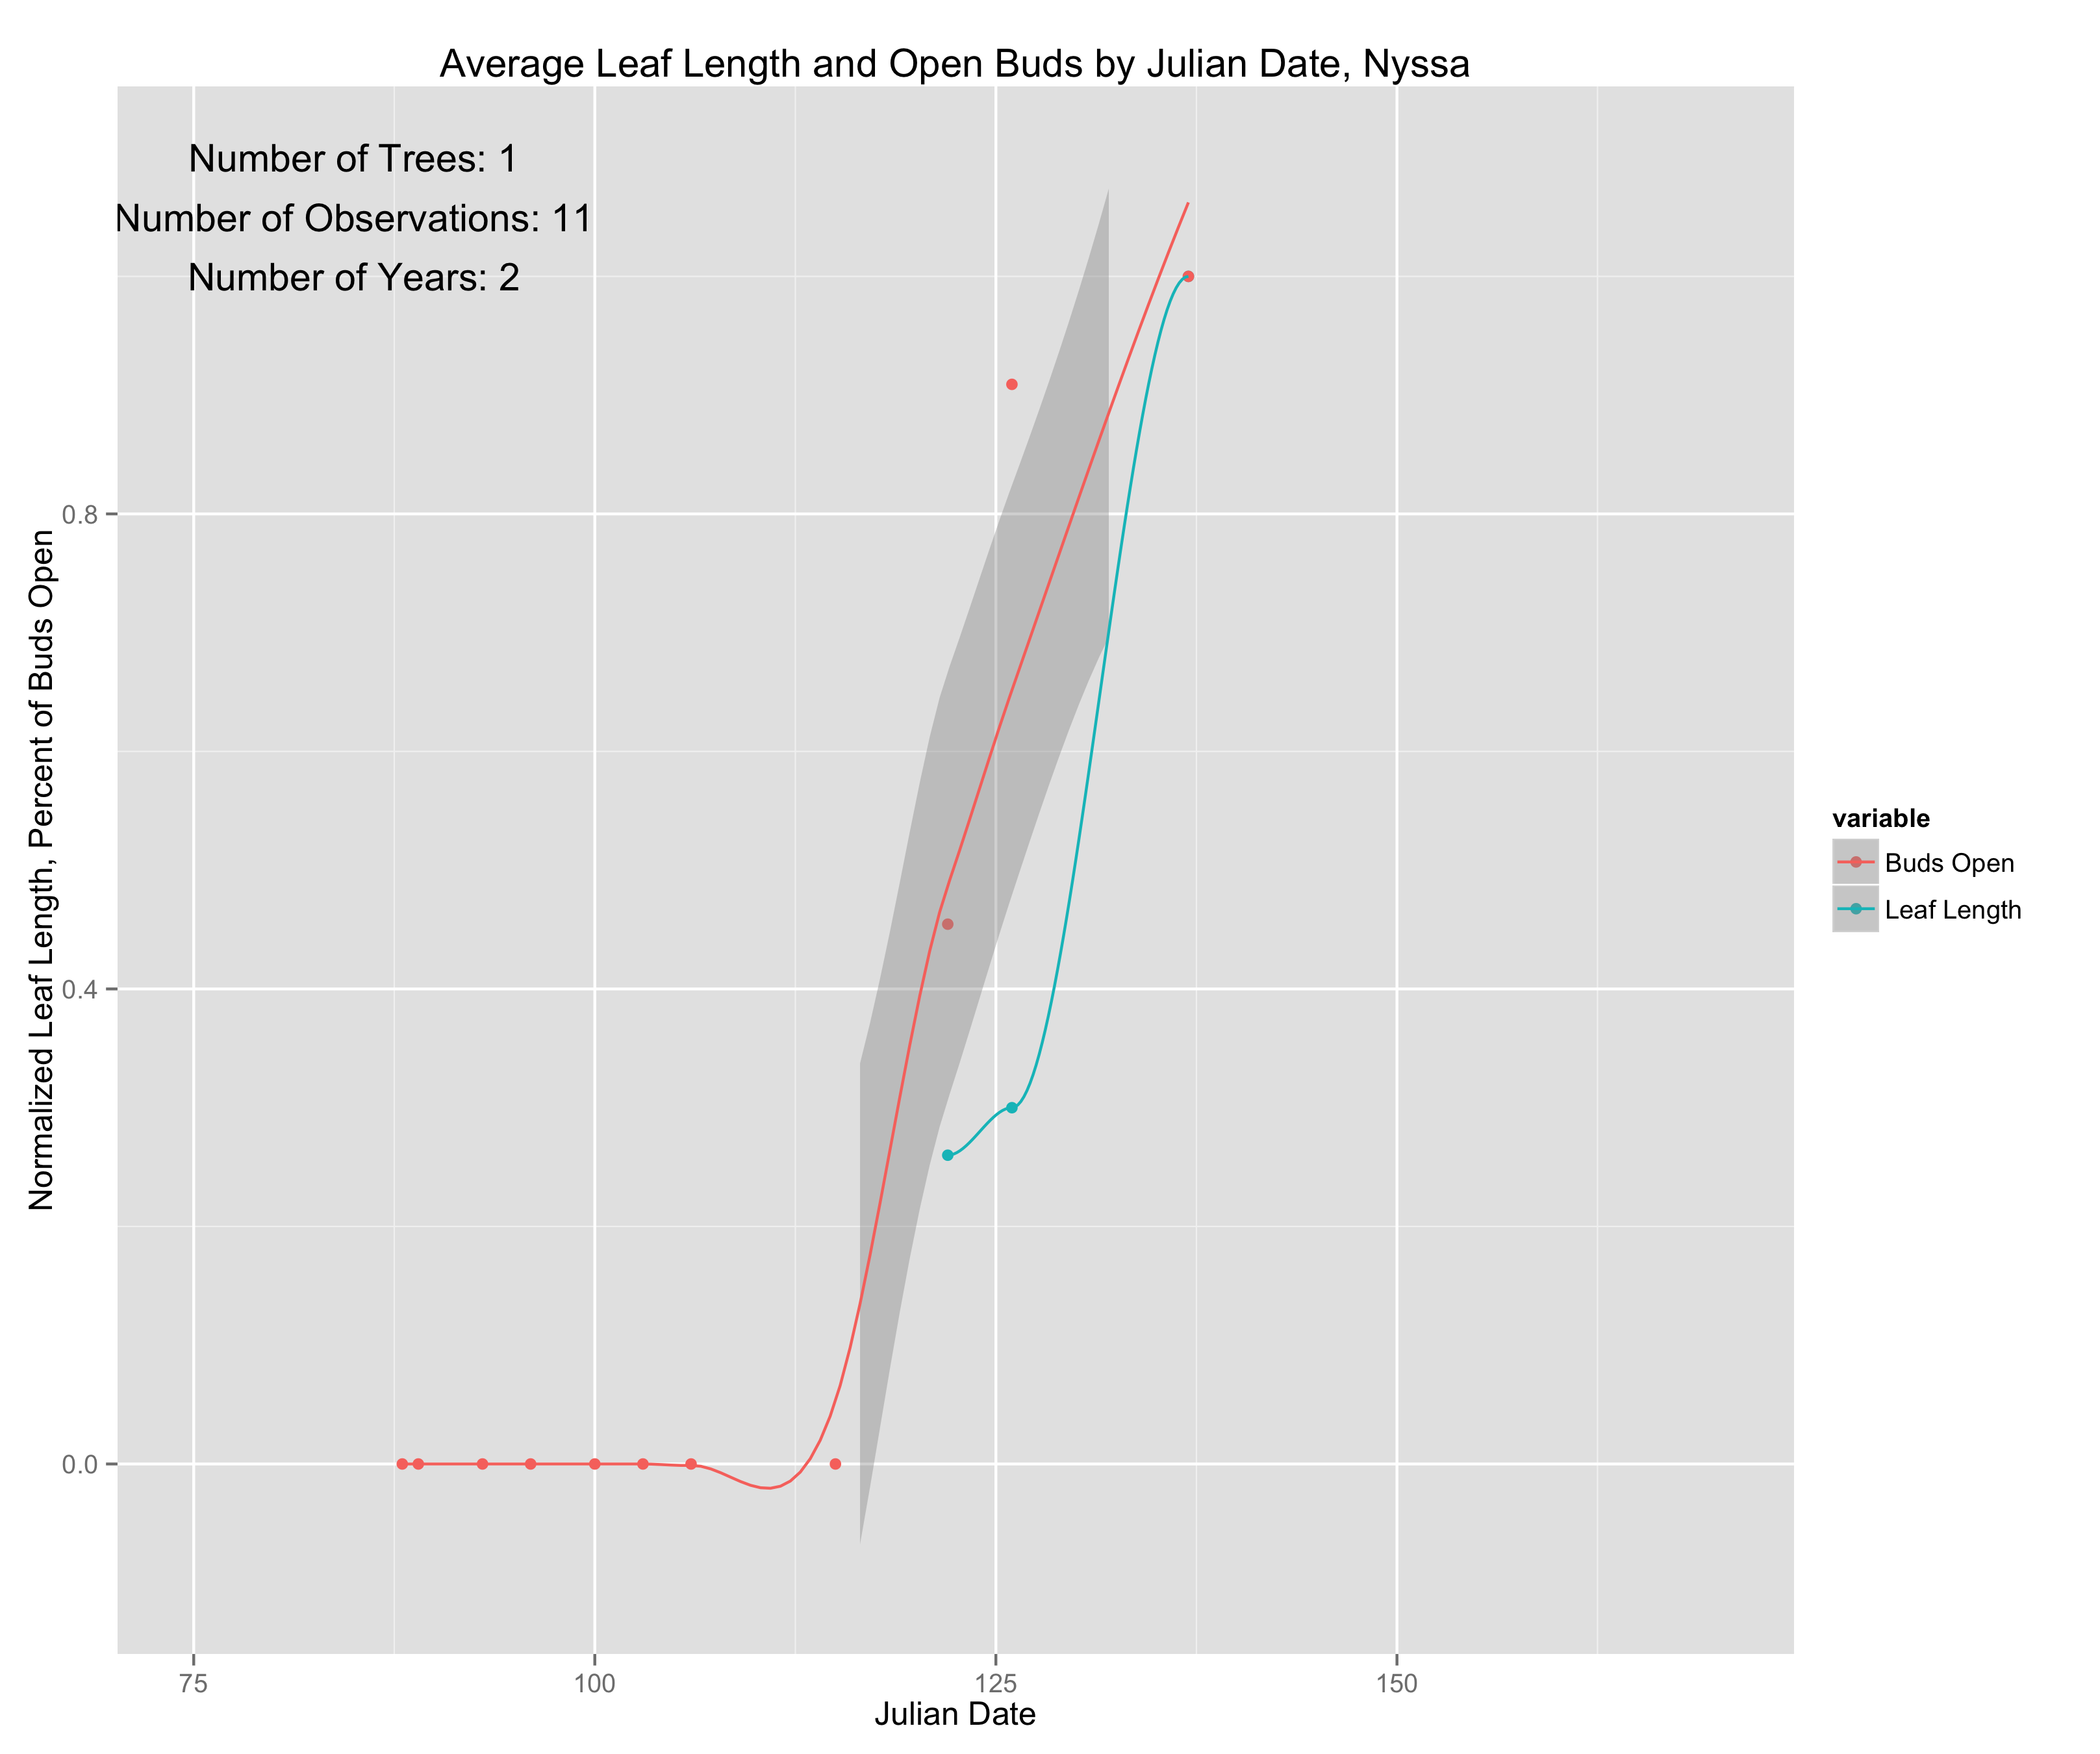 Average Leaf Length and Open Buds by Julian Date, Nyssa
Number of Trees: 1
Number of Observations: 11
Number of Years: 2
Normalized Leaf Length, Percent of Buds Open
0.8
0.4
0.0
75
100
125
150
Julian Date
variable
Buds Open
Leaf Length